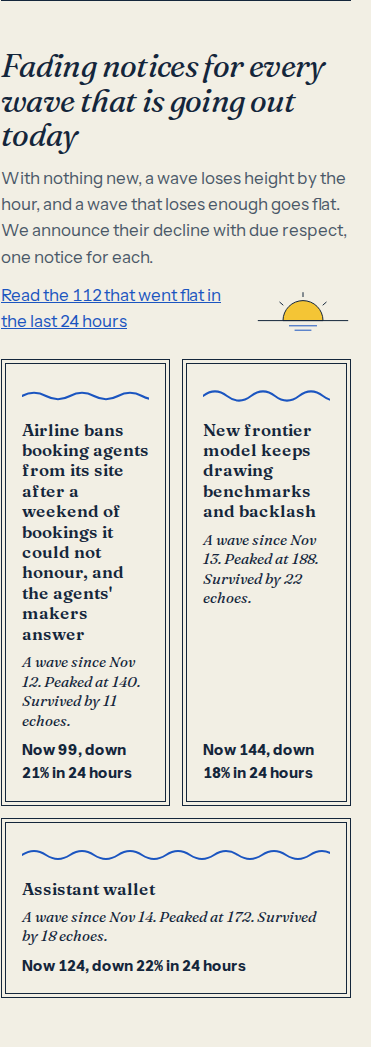 Fading notices for every
wave that is going out
today
With nothing new, a wave loses height by the
hour, and a wave that loses enough goes flat.
We announce their decline with due respect,
one notice for each.
Read the 112 that went flat in
the last 24 hours
Airline bans
booking agents
from its site
after a
weekend of
bookings it
could not
honour, and
the agents'
makers
answer
A wave since Nov
12. Peaked at 140.
Survived by 11
echoes.
Now 99, down
21% in 24 hours
New frontier
model keeps
drawing
benchmarks
and backlash
A wave since Nov
13. Peaked at 188.
Survived by 22
echoes.
Now 144, down
18% in 24 hours
Assistant wallet
A wave since Nov 14. Peaked at 172. Survived
by 18 echoes.
Now 124, down 22% in 24 hours